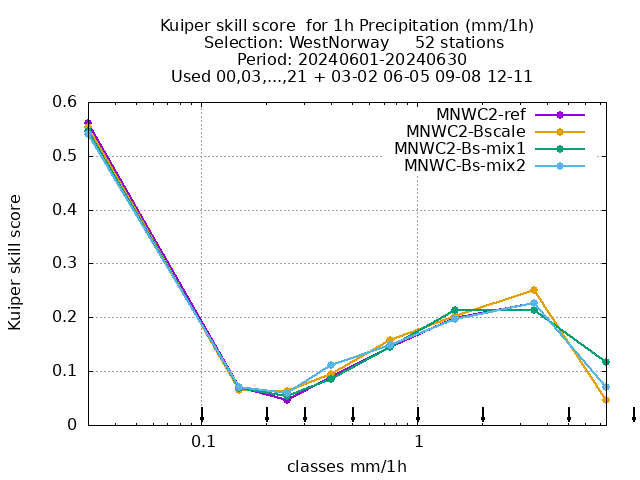 Kuiper skill score  for 1h Precipitation (mm/1h)
Selection: WestNorway     52 stations
Period: 20240601-20240630
Used 00,03,...,21 + 03-02 06-05 09-08 12-11
MNWC2-ref
MNWC2-Bscale
MNWC2-Bs-mix1
MNWC-Bs-mix2
Kuiper skill score
0.6
0.5
0.4
0.3
0.2
0.1
0
0.1
1
classes mm/1h